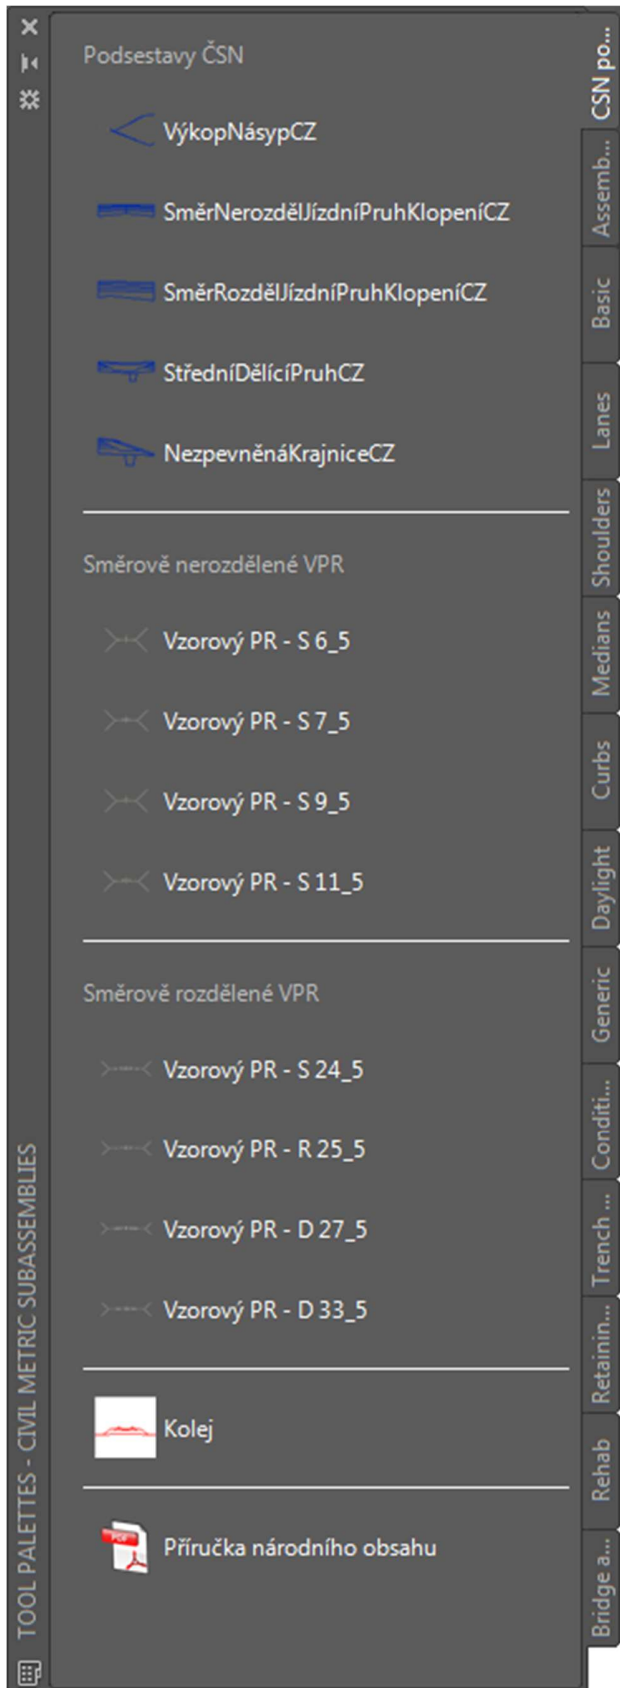 Podsestavy ČSN
VýkopNásypCZ
SměrNerozdělJízdníPruhKlopeníCZ
SměrRozdělJízdníPruhKlopeníCZ
StředníDělícíPruhCZ
NezpevněnáKrajniceCZ
Směrově nerozdělené VPR
Vzorový PR - S 6_5
Vzorový PR - S 7_5
Vzorový PR - S 9_5
Vzorový PR - S 11_5
Směrově rozdělené VPR
Vzorový PR - S 24_5
Vzorový PR - R 25_5
Vzorový PR - D 27_5
Vzorový PR - D 33_5
Kolej
PDF
Příručka národního obsahu
ČSN po...
Assemb...
Basic
Lanes
Shoulders
Medians
Curbs
Daylight
Generic
Conditi...
Trench ...
Retainin...
Rehab
Bridge a...
TOOL PALETTES - CIVIL METRIC SUBASSEMBLIES